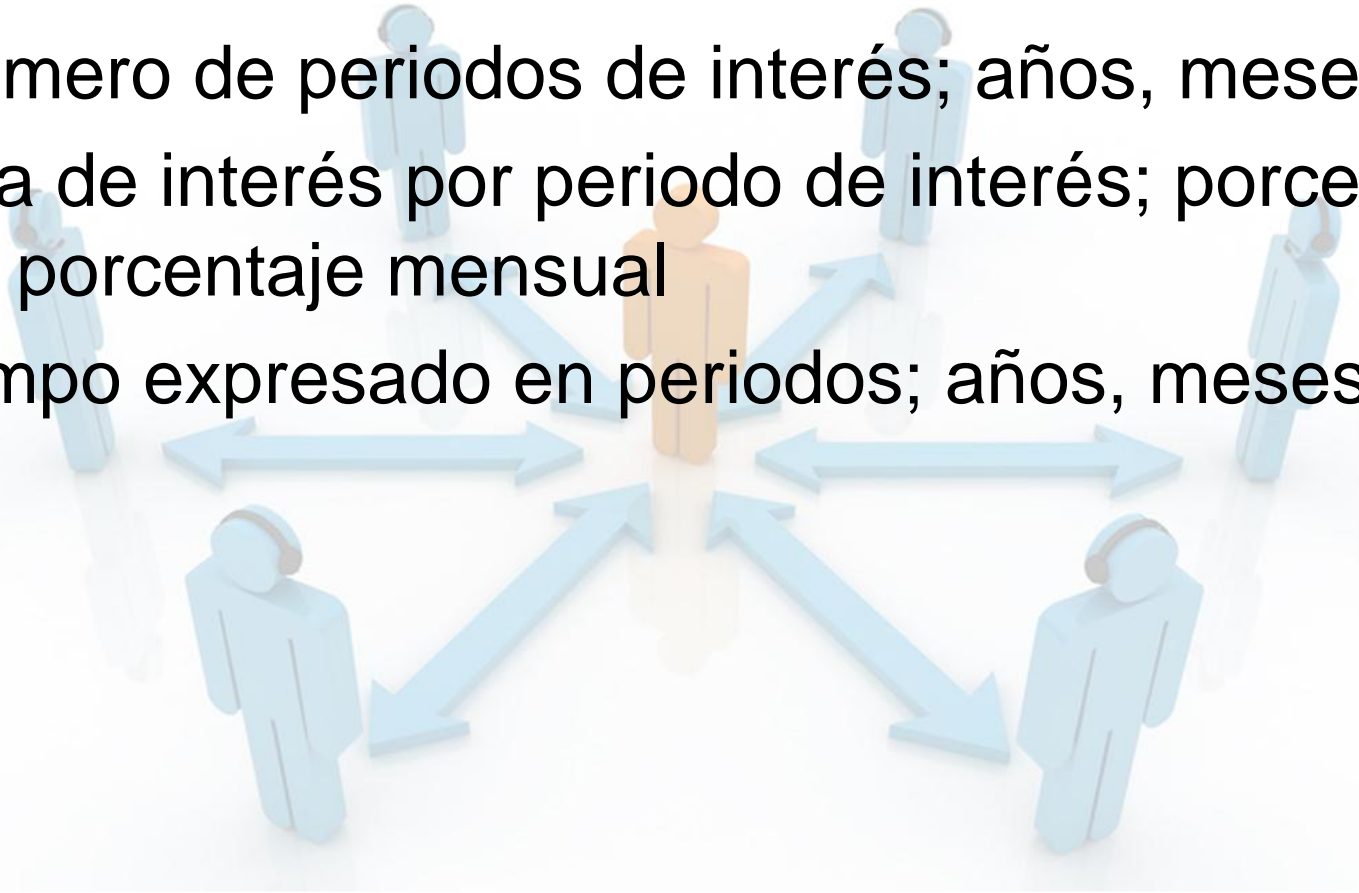 mero de periodos de interés; años, mese
a de interés por periodo de interés; porce
porcentaje mensual
mpo expresado en periodos; años, meses